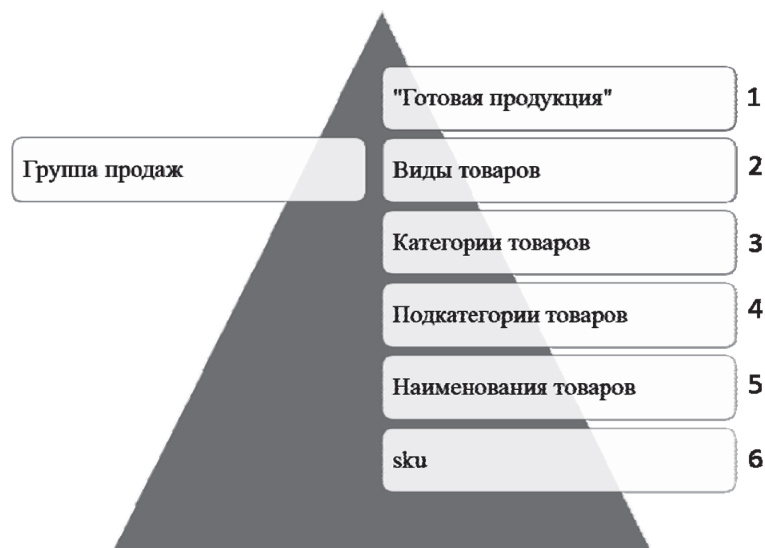 "Готовая продукция" 1
Группа продаж
Виды товаров 2
Категории товаров 3
Подкатегории товаров 4
Наименования товаров 5
sku 6